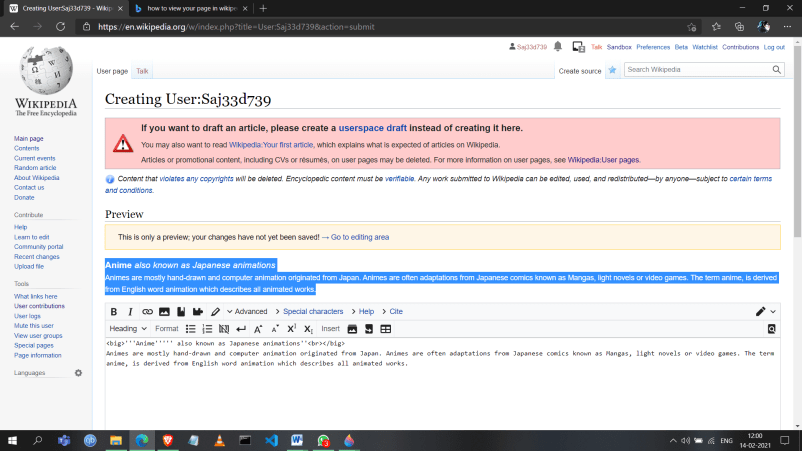 Creating User:Saj33d739 - Wikip
how to view your page in wikipe
https://en.wikipedia.org/w/index.php?title=User:Saj33d739&action=submit
Saj33d739 Talk Sandbox Preferences Beta Watchlist Contributions Log out
User page Talk Create source Search Wikipedia
WIKIPEDIA
The Free Encyclopedia
Main page
Contents
Current events
Random article
About Wikipedia
Contact us
Donate
Contribute
Help
Learn to edit
Community portal
Recent changes
Upload file
Tools
What links here
User contributions
User logs
Mute this user
View user groups
Special pages
Page information
Languages
Creating User:Saj33d739
If you want to draft an article, please create a userspace draft instead of creating it here.
You may also want to read Wikipedia:Your first article, which explains what is expected of articles on Wikipedia.
Articles or promotional content, including CVs or résumés, on user pages may be deleted. For more information on user pages, see Wikipedia:User pages.
Content that violates any copyrights will be deleted. Encyclopedic content must be verifiable. Any work submitted to Wikipedia can be edited, used, and redistributed—by anyone—subject to certain terms
and conditions.
Preview
This is only a preview; your changes have not yet been saved! → Go to editing area
Anime also known as Japanese animations
Animes are mostly hand-drawn and computer animation originated from Japan. Animes are often adaptations from Japanese comics known as Mangas, light novels or video games. The term anime, is derived
from English word animation which describes all animated works.
B I Advanced Special characters Help Cite
Heading Format Insert
<big>'''Anime''''' also known as Japanese animations''<br></big>
Animes are mostly hand-drawn and computer animation originated from Japan. Animes are often adaptations from Japanese comics known as Mangas, light novels or video games. The term
anime, is derived from English word animation which describes all animated works.
ENG
12:00
14-02-2021